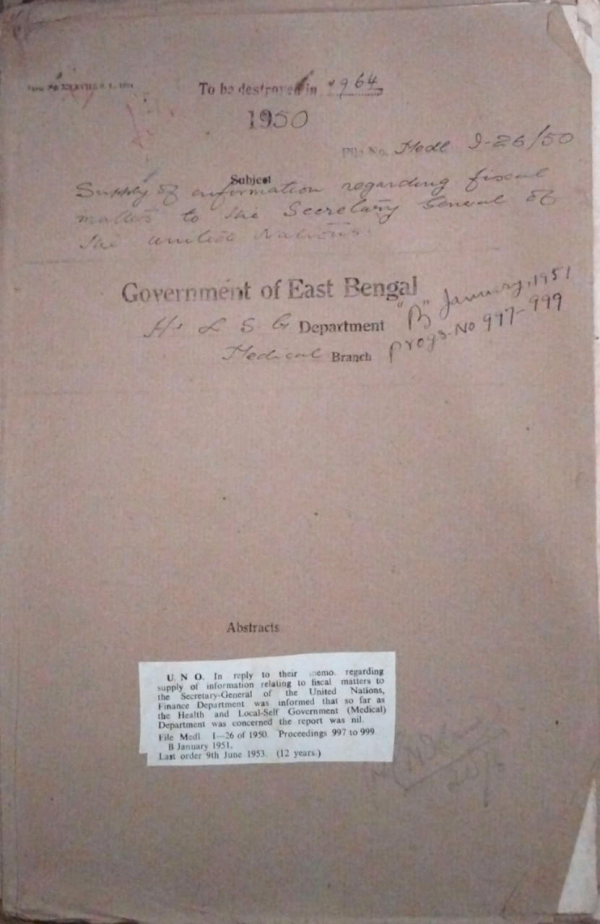 To be destroyed in 1964
1950
File No. Medl I-26/50
Subject
Supply of information regarding fiscal
matters to the Secretary General of
the United Nations.
Government of East Bengal
H & L S G Department "B" January, 1951
Medical Branch Progs. No 997-999
Abstracts
U. N O. In reply to their memo. regarding
supply of information relating to fiscal matters to
the Secretary-General of the United Nations,
Finance Department was informed that so far as
the Health and Local-Self Government (Medical)
Department was concerned the report was nil.
File Medl 1—26 of 1950. Proceedings 997 to 999
B January 1951.
Last order 9th June 1953. (12 years.)